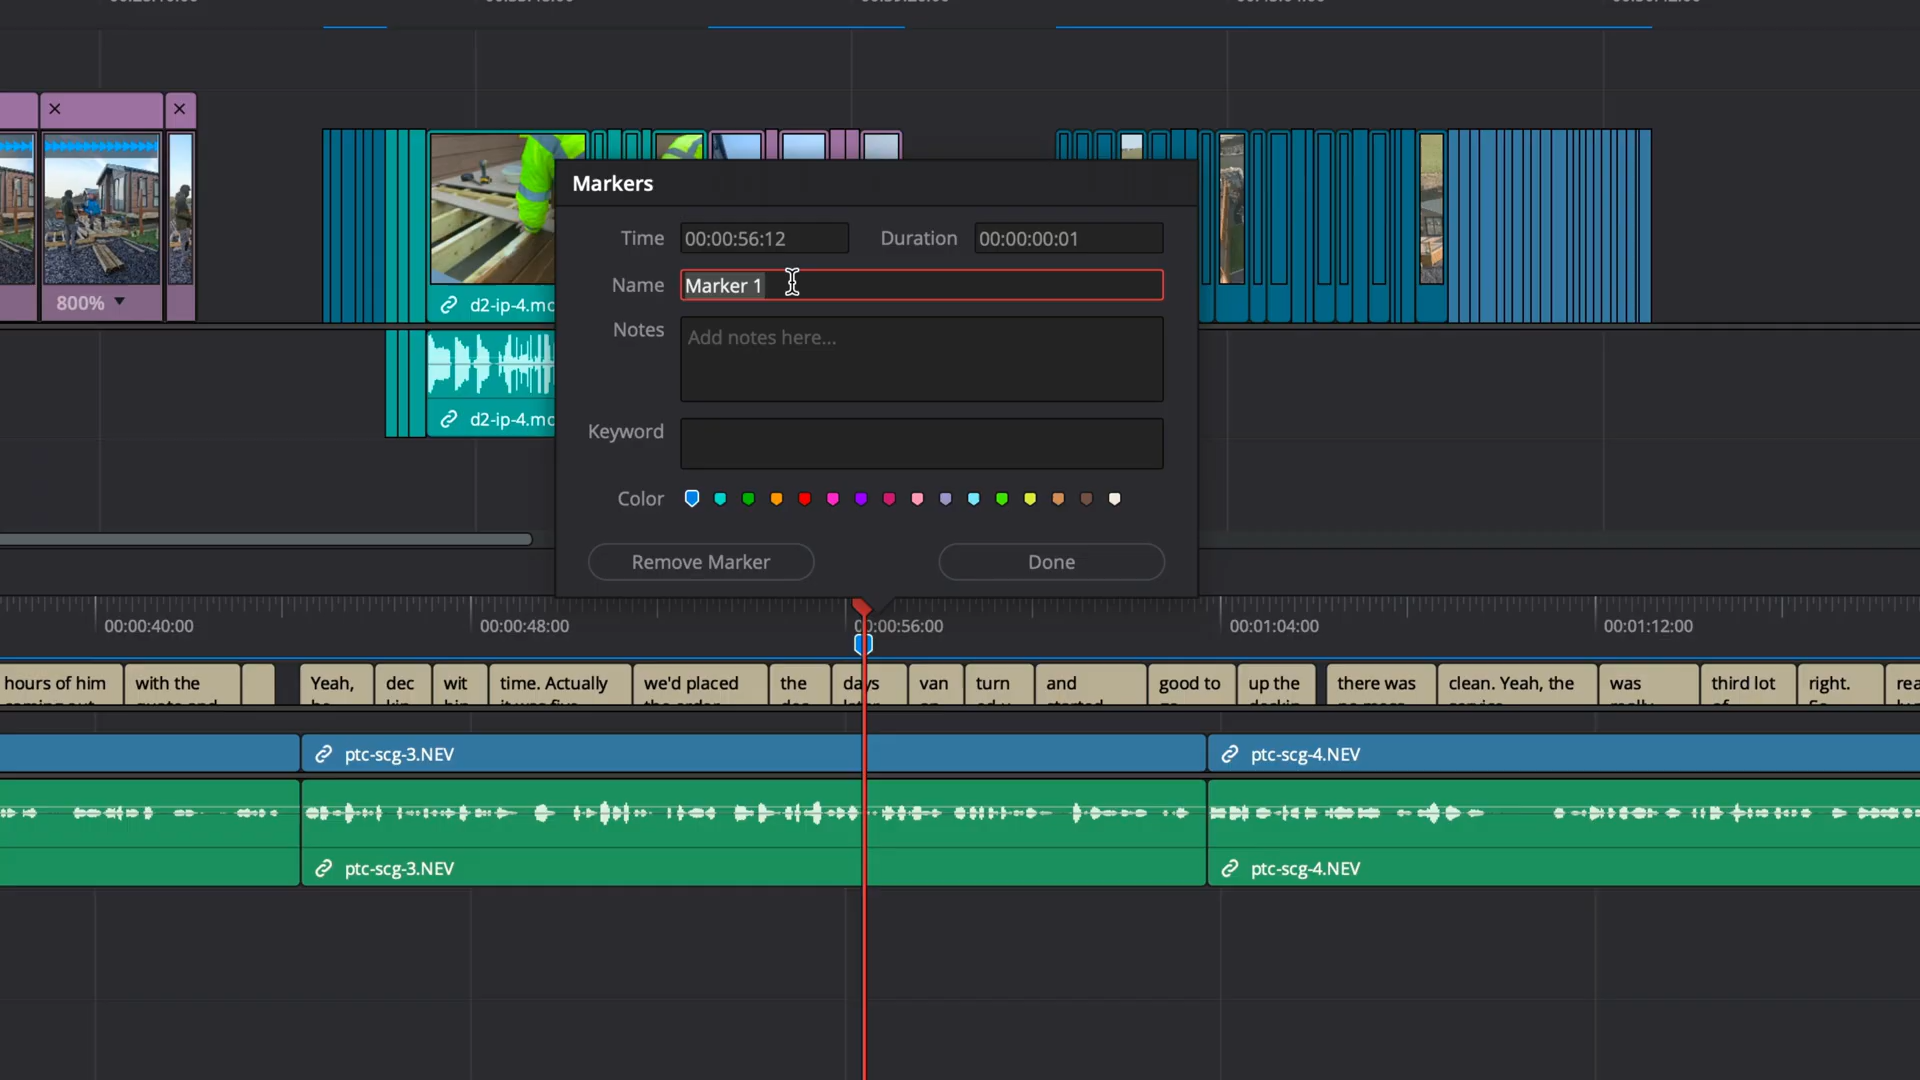 800%
d2-ip-4.mo
d2-ip-4.mo
Markers
Time 00:00:56:12 Duration 00:00:00:01
Name Marker 1
Notes Add notes here...
Keyword
Color
Remove Marker Done
00:00:40:00 00:00:48:00 00:00:56:00 00:01:04:00 00:01:12:00
hours of him with the Yeah, dec wit time. Actually we'd placed the days van turn and good to up the there was clean. Yeah, the was third lot right. rea
ptc-scg-3.NEV ptc-scg-4.NEV
ptc-scg-3.NEV ptc-scg-4.NEV